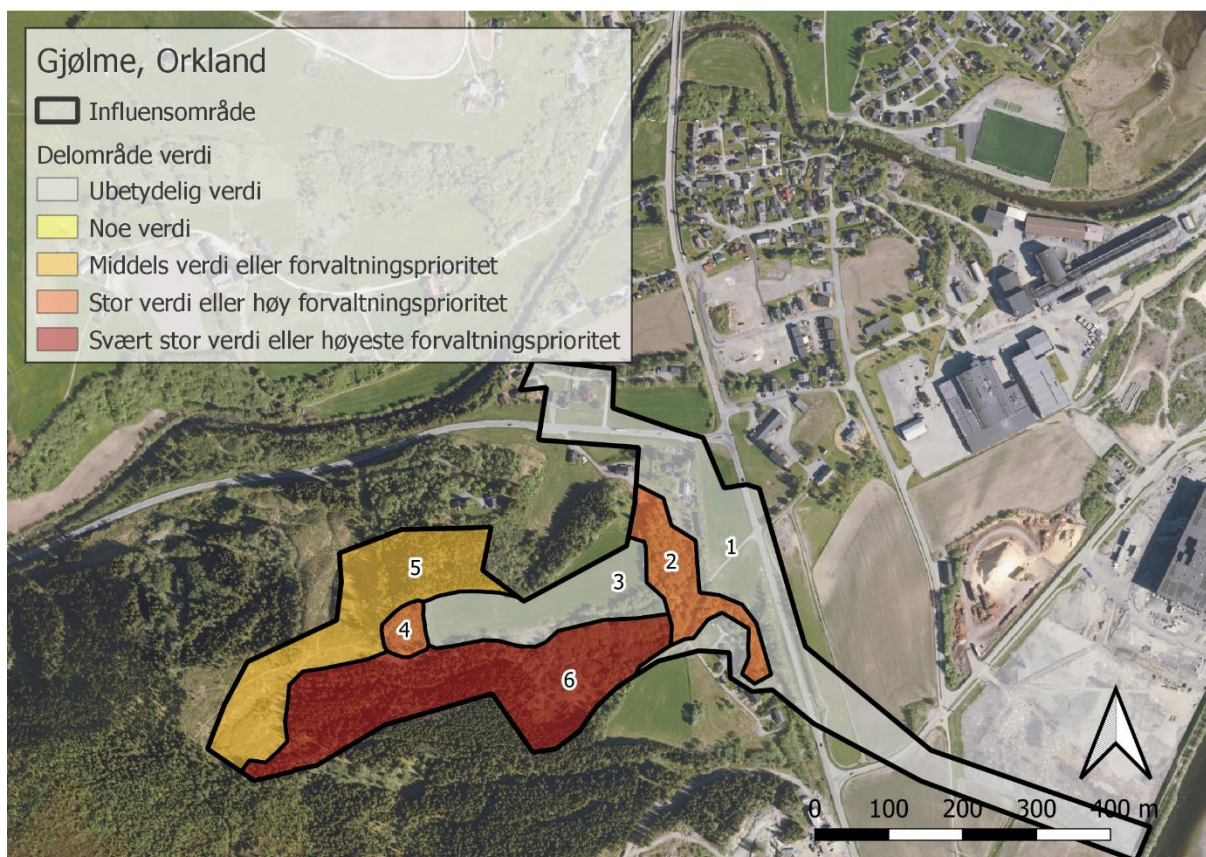 Gjølme, Orkland
Influensområde
Delområde verdi
Ubetydelig verdi
Noe verdi
Middels verdi eller forvaltningsprioritet
Stor verdi eller høy forvaltningsprioritet
Svært stor verdi eller høyeste forvaltningsprioritet
1
2
3
5
4
6
0 100 200 300 400 m